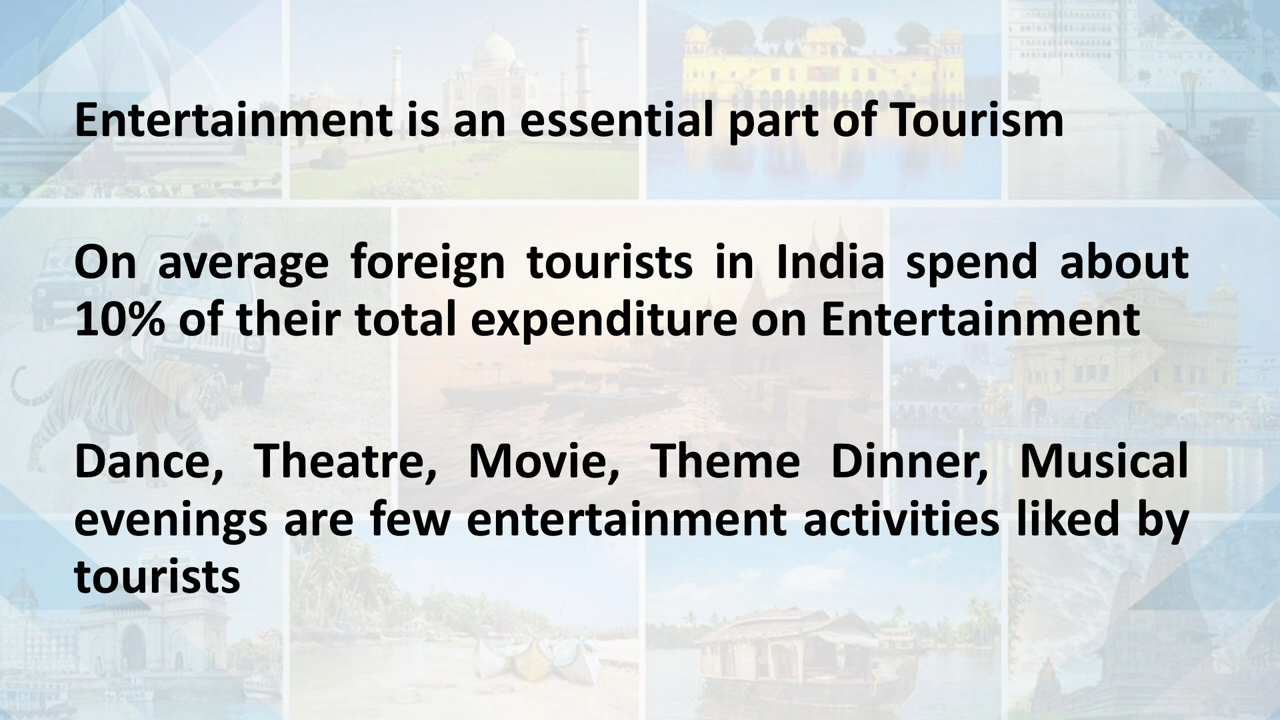 Entertainment is an essential part of Tourism
On average foreign tourists in India spend about
10% of their total expenditure on Entertainment
Dance, Theatre, Movie, Theme Dinner, Musical
evenings are few entertainment activities liked by
tourists